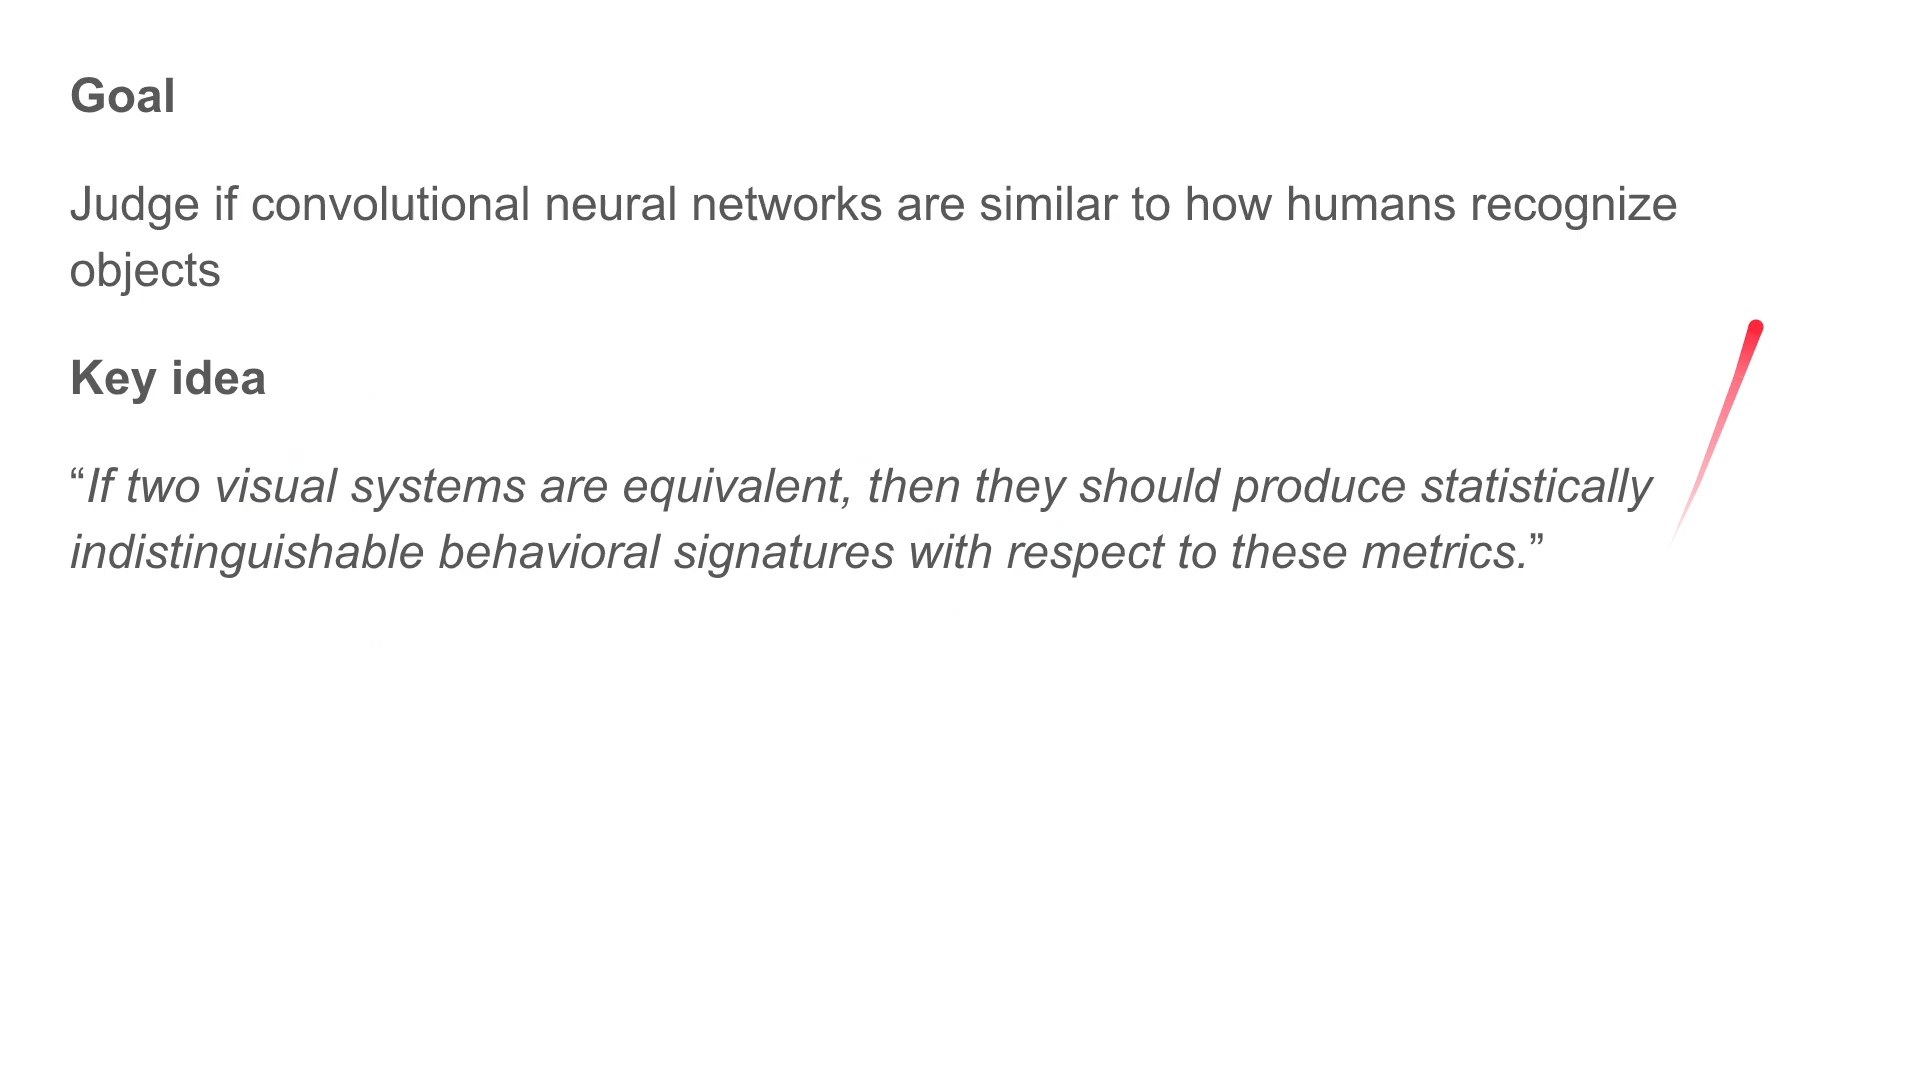 Goal
Judge if convolutional neural networks are similar to how humans recognize
objects
Key idea
“If two visual systems are equivalent, then they should produce statistically
indistinguishable behavioral signatures with respect to these metrics.”